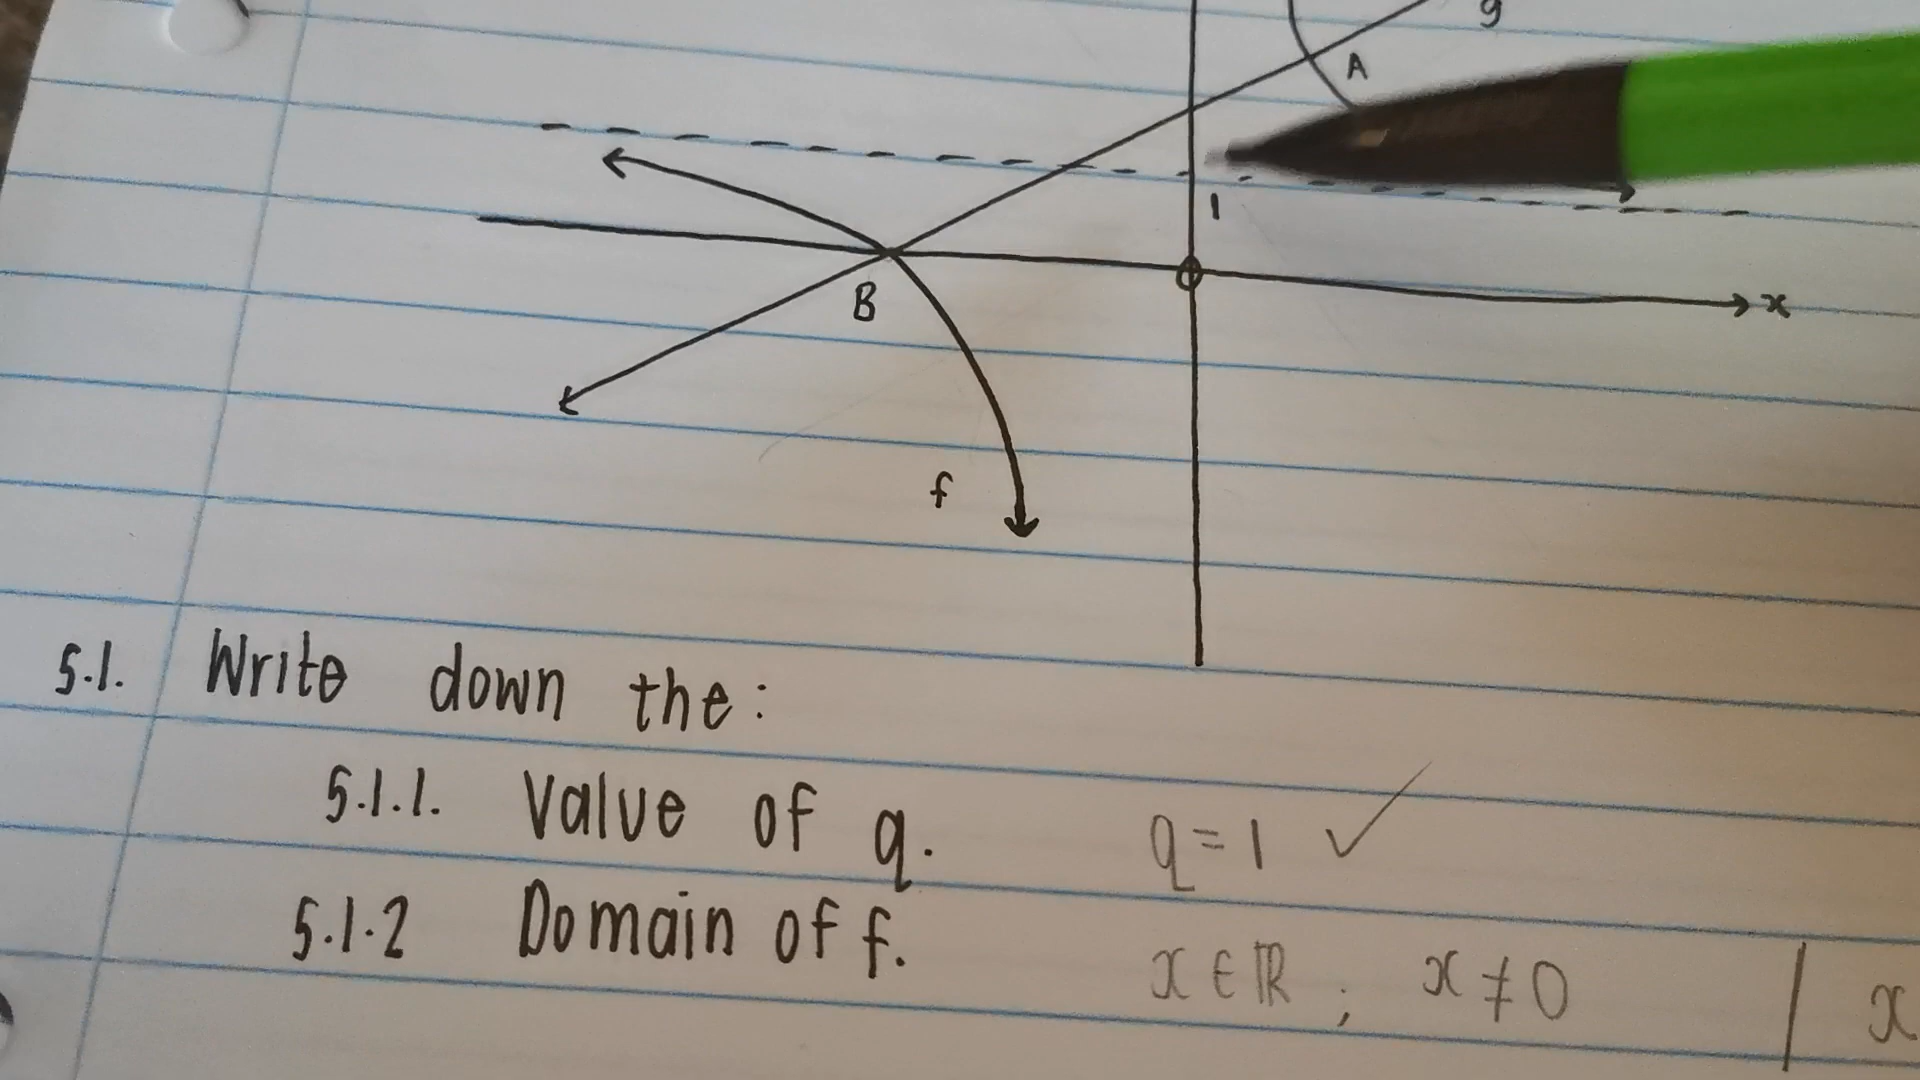 g
A
1
B
x
f
5.1. Write down the:
5.1.1. Value of q. q = 1 ✓
5.1.2 Domain of f. x ∈ ℝ ; x ≠ 0 / x